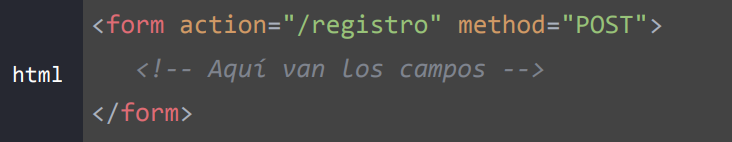 <form action="/registro" method="POST">
html
<!-- Aquí van los campos -->
</form>